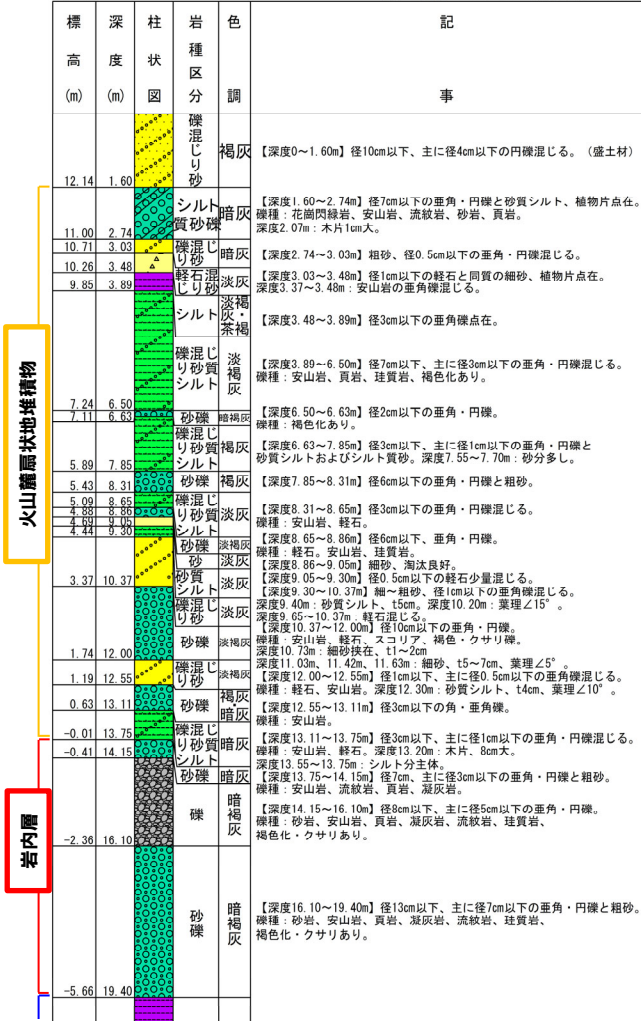 標高(m) 深度(m) 柱状図 岩種区分 色調 記事
12.14 1.60 礫混じり砂 褐灰 【深度0～1.60m】径10cm以下、主に径4cm以下の円礫混じる。（盛土材）
11.00 2.74 シルト質砂礫 暗灰 【深度1.60～2.74m】径7cm以下の亜角・円礫と砂質シルト、植物片点在。
礫種：花崗閃緑岩、安山岩、流紋岩、砂岩、頁岩。
深度2.07m：木片1cm大。
10.71 3.03 礫混じり砂 暗灰 【深度2.74～3.03m】粗砂、径0.5cm以下の亜角・円礫混じる。
10.26 3.48 軽石混じり砂 淡灰 【深度3.03～3.48m】径1cm以下の軽石と同質の細砂、植物片点在。
深度3.37～3.48m：安山岩の亜角礫混じる。
9.85 3.89 シルト 淡褐灰・茶褐 【深度3.48～3.89m】径3cm以下の亜角礫点在。
7.24 6.50 礫混じり砂質シルト 淡褐灰 【深度3.89～6.50m】径7cm以下、主に径3cm以下の亜角・円礫混じる。
礫種：安山岩、頁岩、珪質岩、褐色化あり。
7.11 6.63 砂礫 暗褐灰 【深度6.50～6.63m】径2cm以下の亜角・円礫。
礫種：褐色化あり。
5.89 7.85 礫混じり砂質シルト 褐灰 【深度6.63～7.85m】径3cm以下、主に径1cm以下の亜角・円礫と
砂質シルトおよびシルト質砂。深度7.55～7.70m：砂分多し。
5.43 8.31 砂礫 褐灰 【深度7.85～8.31m】径6cm以下の亜角・円礫と粗砂。
5.09 8.65 礫混じり砂質シルト 淡灰 【深度8.31～8.65m】径3cm以下の亜角・円礫混じる。
礫種：安山岩、軽石。
4.88 8.86 砂礫 淡褐灰 【深度8.65～8.86m】径6cm以下、亜角・円礫。
礫種：軽石、安山岩、珪質岩。
4.69 9.05 砂 淡灰 【深度8.86～9.05m】細砂、淘汰良好。
4.44 9.30 砂質シルト 淡灰 【深度9.05～9.30m】径0.5cm以下の軽石少量混じる。
3.37 10.37 礫混じり砂 淡灰 【深度9.30～10.37m】細～粗砂、径1cm以下の亜角礫混じる。
深度9.40m：砂質シルト、t5cm。深度10.20m：葉理∠15°。
深度9.65～10.37m：軽石混じる。
1.74 12.00 砂礫 淡褐灰 【深度10.37～12.00m】径10cm以下の亜角・円礫。
礫種：安山岩、軽石、スコリア、褐色・クサリ礫。
深度10.73m：細砂挟在、t1～2cm
深度11.03m、11.42m、11.63m：細砂、t5～7cm、葉理∠5°。
1.19 12.55 礫混じり砂 淡褐灰 【深度12.00～12.55m】径1cm以下、主に径0.5cm以下の亜角礫混じる。
礫種：軽石、安山岩。深度12.30m：砂質シルト、t4cm、葉理∠10°。
0.63 13.11 砂礫 褐灰・暗灰 【深度12.55～13.11m】径3cm以下の角・亜角礫。
礫種：安山岩。
-0.01 13.75 礫混じり砂質シルト 暗灰 【深度13.11～13.75m】径3cm以下、主に径1cm以下の亜角・円礫混じる。
礫種：安山岩、軽石。深度13.20m：木片、8cm大。
深度13.55～13.75m：シルト分主体。
-0.41 14.15 砂礫 暗灰 【深度13.75～14.15m】径7cm、主に径3cm以下の亜角・円礫と粗砂。
礫種：安山岩、流紋岩、頁岩、凝灰岩。
-2.36 16.10 礫 暗褐灰 【深度14.15～16.10m】径8cm以下、主に径5cm以下の亜角・円礫。
礫種：砂岩、安山岩、頁岩、凝灰岩、流紋岩、珪質岩、
褐色化・クサリあり。
-5.66 19.40 砂礫 暗褐灰 【深度16.10～19.40m】径13cm以下、主に径7cm以下の亜角・円礫と粗砂。
礫種：砂岩、安山岩、頁岩、凝灰岩、流紋岩、珪質岩、
褐色化・クサリあり。
火山麓扇状地堆積物
岩内層